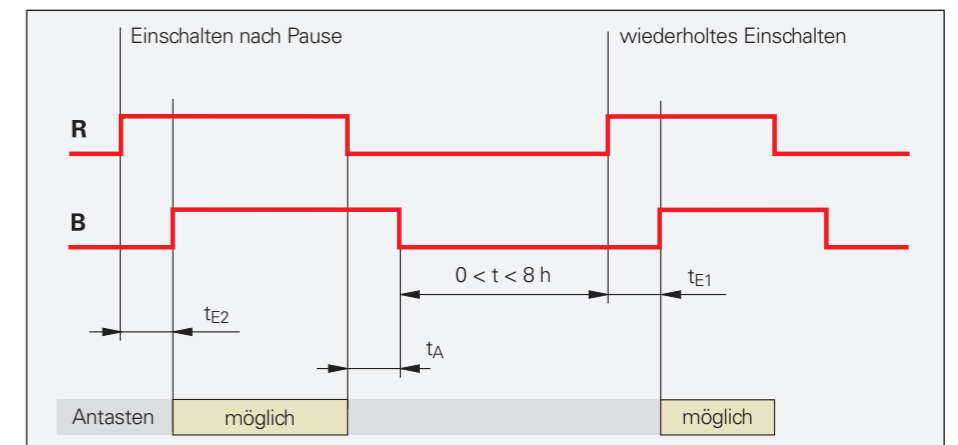 Einschalten nach Pause
wiederholtes Einschalten
R
B
0 < t < 8 h
tE1
tE2
tA
Antasten
möglich
möglich